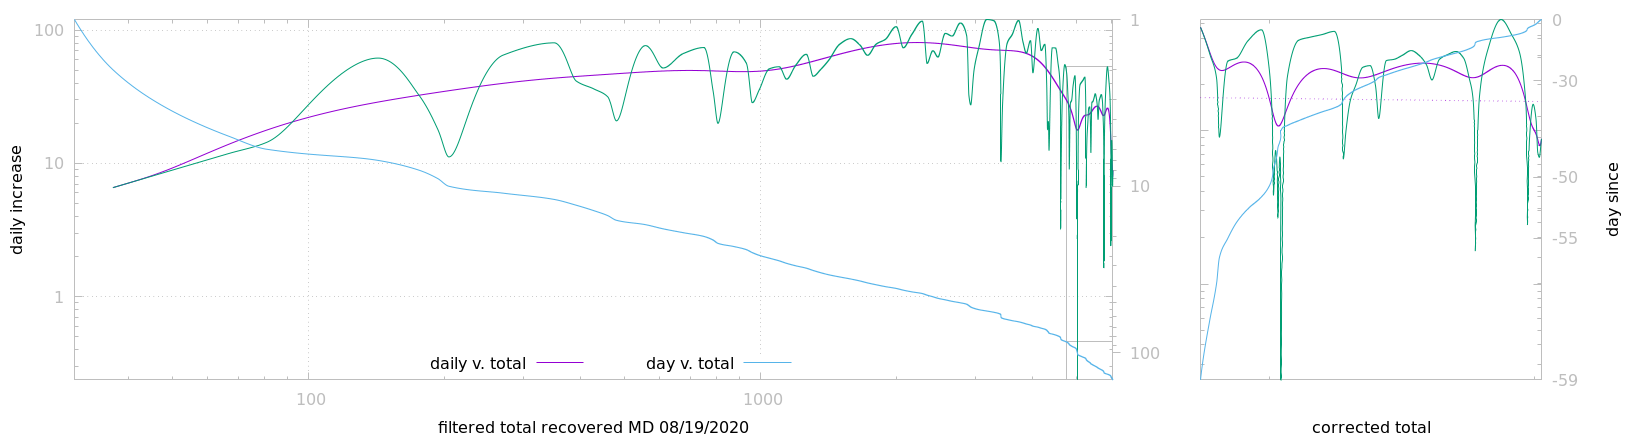 100
10
1
daily increase
daily v. total
day v. total
100
1000
filtered total recovered MD 08/19/2020
1
10
100
0
-30
-50
-55
-59
day since
corrected total